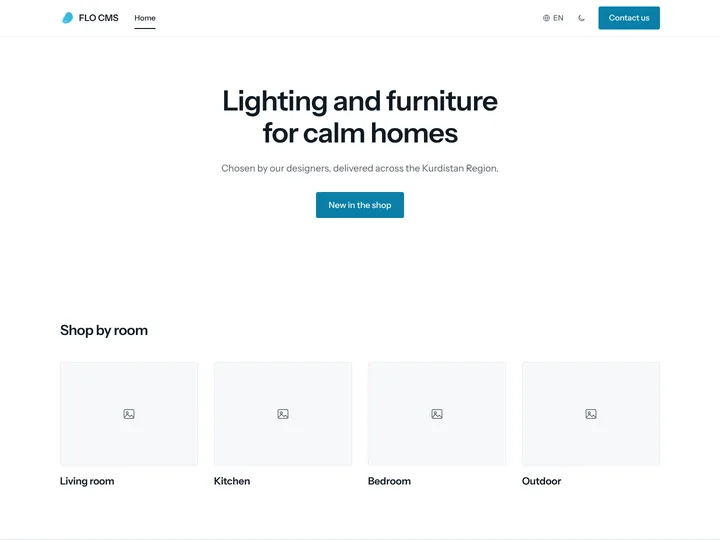 FLO CMS
Home
EN
Contact us
Lighting and furniture
for calm homes
Chosen by our designers, delivered across the Kurdistan Region.
New in the shop
Shop by room
Living room
Kitchen
Bedroom
Outdoor